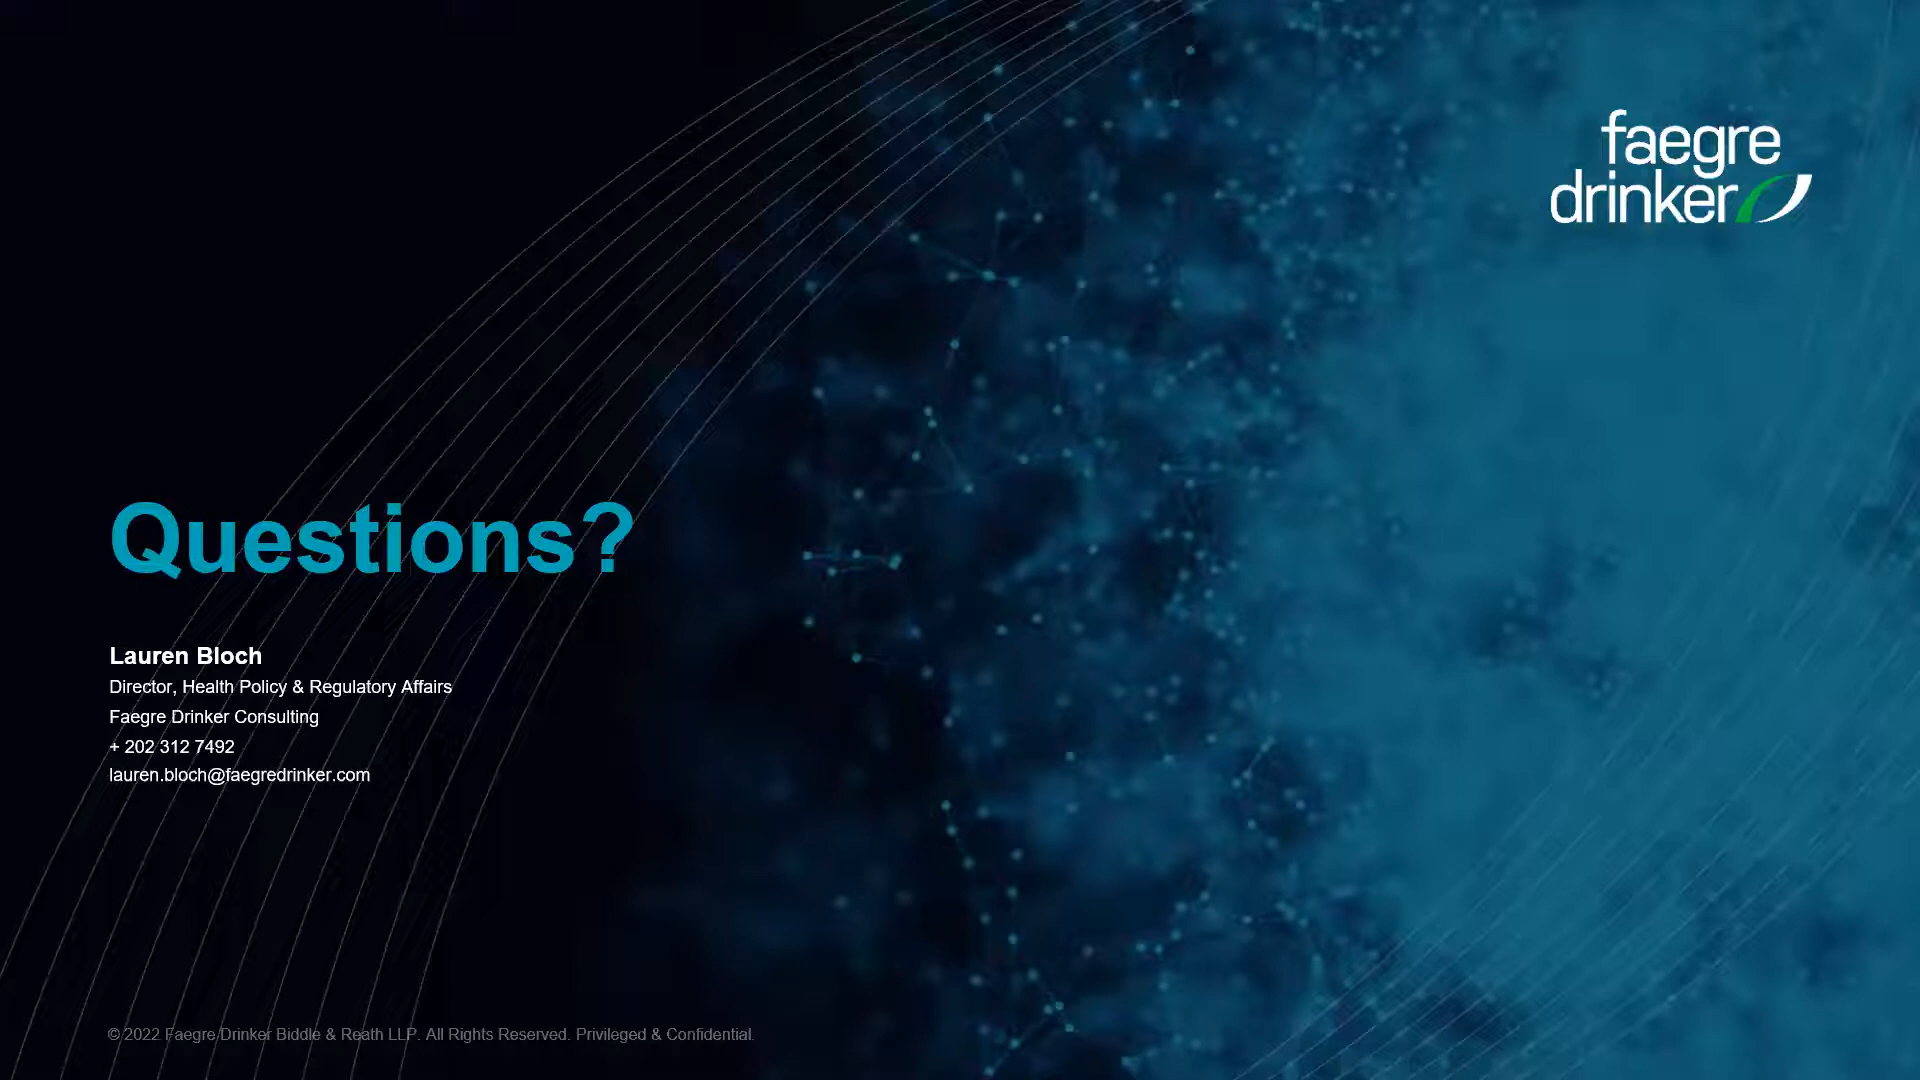 faegre
drinker
Questions?
Lauren Bloch
Director, Health Policy & Regulatory Affairs
Faegre Drinker Consulting
+ 202 312 7492
lauren.bloch@faegredrinker.com
© 2022 Faegre Drinker Biddle & Reath LLP. All Rights Reserved. Privileged & Confidential.